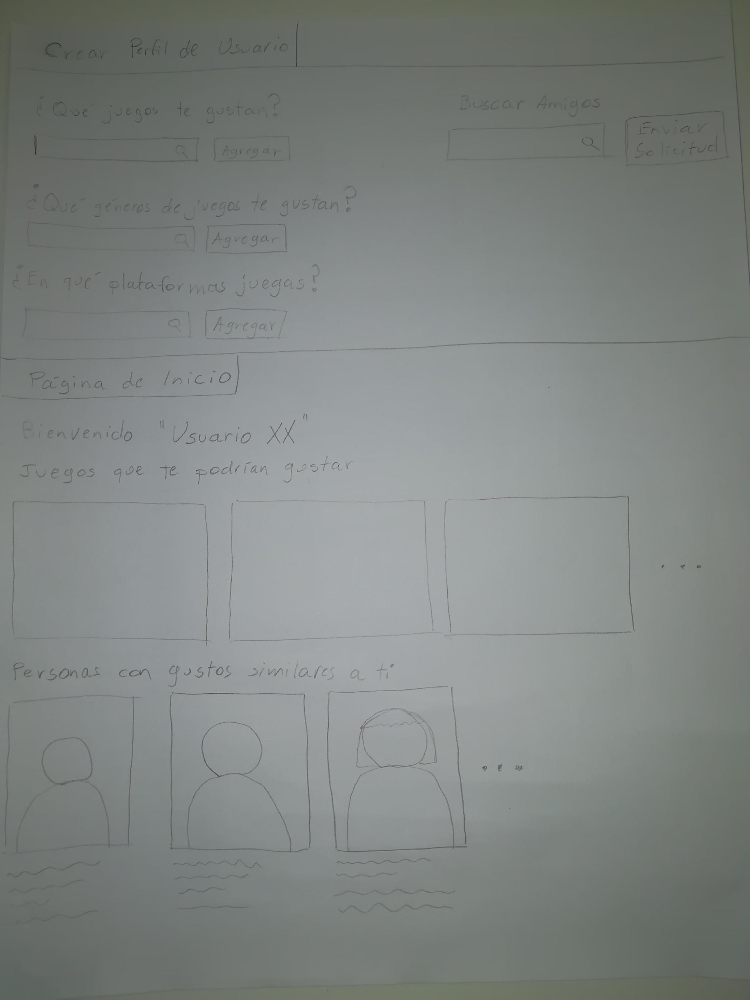 Crear Perfil de Usuario
¿Qué juegos te gustan?
Agregar
Buscar Amigos
Enviar
Solicitud
¿Qué géneros de juegos te gustan?
Agregar
¿En qué plataformas juegas?
Agregar
Página de Inicio
Bienvenido "Usuario XX"
Juegos que te podrían gustar
...
Personas con gustos similares a ti
...